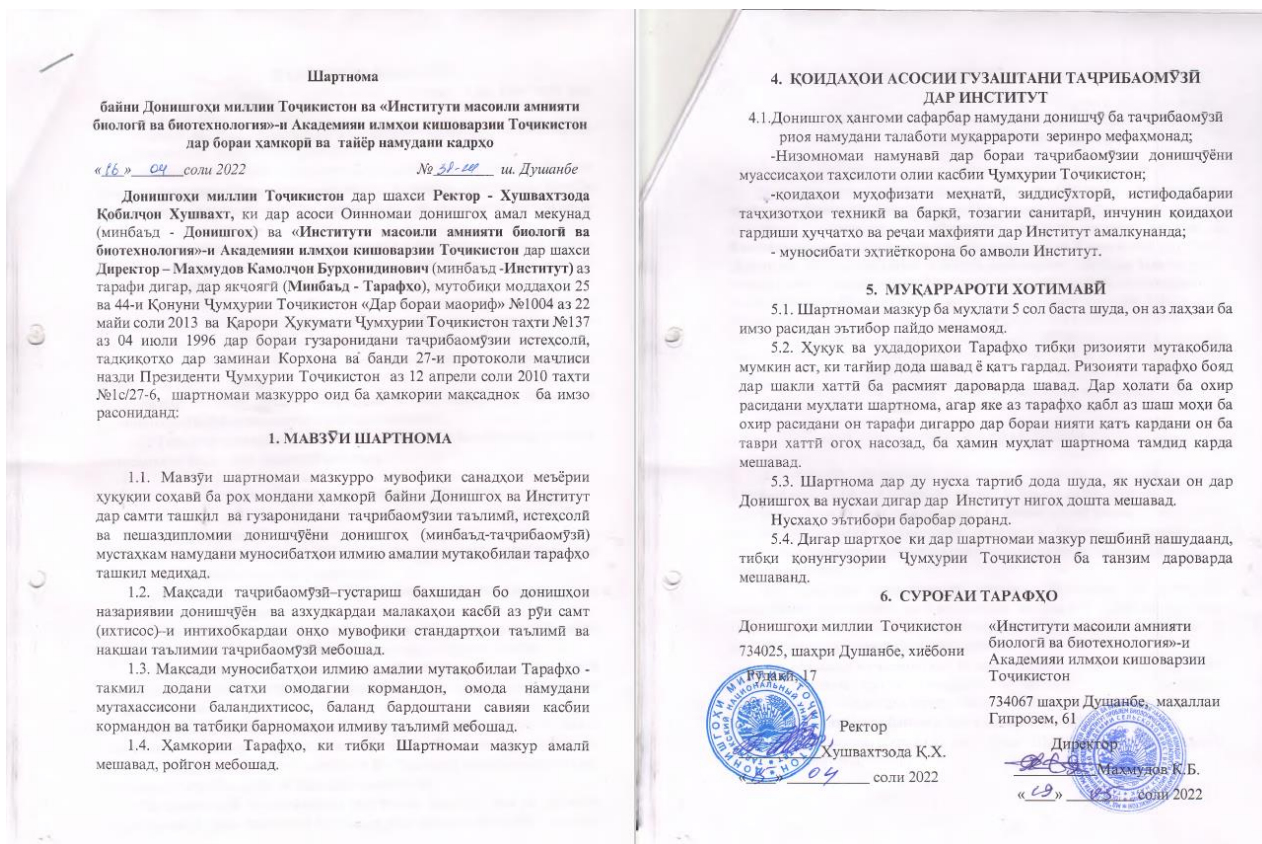 Шартнома
байни Донишгоҳи миллии Тоҷикистон ва «Институти масоили амнияти
биологӣ ва биотехнология»-и Академияи илмҳои кишоварзии Тоҷикистон
дар бораи ҳамкорӣ ва тайёр намудани кадрҳо
«16»  04  соли 2022 № 38-  ш. Душанбе
Донишгоҳи миллии Тоҷикистон дар шахси Ректор - Хушвахтзода
Қобилҷон Хушвахт, ки дар асоси Оинномаи донишгоҳ амал мекунад
(минбаъд - Донишгоҳ) ва «Институти масоили амнияти биологӣ ва
биотехнология»-и Академияи илмҳои кишоварзии Тоҷикистон дар шахси
Директор – Махмудов Камолҷон Бурҳонидинович (минбаъд -Институт) аз
тарафи дигар, дар якҷоягӣ (Минбаъд - Тарафҳо), мутобиқи моддаҳои 25
ва 44-и Қонуни Ҷумҳурии Тоҷикистон «Дар бораи маориф» №1004 аз 22
майи соли 2013 ва Қарори Ҳукумати Ҷумҳурии Тоҷикистон таҳти №137
аз 04 июли 1996 дар бораи гузаронидани таҷрибаомӯзии истеҳсолӣ,
тадқиқотҳо дар заминаи Корхона ва банди 27-и протоколи маҷлиси
назди Президенти Ҷумҳурии Тоҷикистон аз 12 апрели соли 2010 таҳти
№1с/27-6, шартномаи мазкурро оид ба ҳамкории мақсаднок ба имзо
расониданд:
1. МАВЗӮИ ШАРТНОМА
1.1. Мавзӯи шартномаи мазкурро мувофиқи санадҳои меъёрии
ҳуқуқии соҳавӣ ба роҳ мондани ҳамкорӣ байни Донишгоҳ ва Институт
дар самти ташкил ва гузаронидани таҷрибаомӯзии таълимӣ, истеҳсолӣ
ва пешаздипломии донишҷӯёни донишгоҳ (минбаъд-таҷрибаомӯзӣ)
мустаҳкам намудани муносибатҳои илмию амалии мутақобилаи тарафҳо
ташкил медиҳад.
1.2. Мақсади таҷрибаомӯзӣ–густариш бахшидан бо донишҳои
назариявии донишҷӯён ва азхудкардаи малакаҳои касбӣ аз рӯи самт
(ихтисос)–и интихобкардаи онҳо мувофиқи стандартҳои таълимӣ ва
нақшаи таълимии таҷрибаомӯзӣ мебошад.
1.3. Мақсади муносибатҳои илмию амалии мутақобилаи Тарафҳо -
такмил додани сатҳи омодагии кормандон, омода намудани
мутахассисони баландихтисос, баланд бардоштани савияи касбии
кормандон ва татбиқи барномаҳои илмиву таълимӣ мебошад.
1.4. Ҳамкории Тарафҳо, ки тибқи Шартномаи мазкур амалӣ
мешавад, ройгон мебошад.
4. ҚОИДАҲОИ АСОСИИ ГУЗАШТАНИ ТАҶРИБАОМӮЗӢ
ДАР ИНСТИТУТ
4.1.Донишгоҳ ҳангоми сафарбар намудани донишҷӯ ба таҷрибаомӯзӣ
риоя намудани талаботи муқаррароти зеринро мефаҳмонад;
-Низомномаи намунавӣ дар бораи таҷрибаомӯзии донишҷӯёни
муассисаҳои таҳсилоти олии касбии Ҷумҳурии Тоҷикистон;
-қоидаҳои муҳофизати меҳнатӣ, зиддисӯхторӣ, истифодабарии
таҷҳизотҳои техникӣ ва барқӣ, тозагии санитарӣ, инчунин қоидаҳои
гардиши ҳуҷҷатҳо ва реҷаи махфияти дар Институт амалкунанда;
- муносибати эҳтиёткорона бо амволи Институт.
5. МУҚАРРАРОТИ ХОТИМАВӢ
5.1. Шартномаи мазкур ба муҳлати 5 сол баста шуда, он аз лаҳзаи ба
имзо расидан эътибор пайдо менамояд.
5.2. Ҳуқуқ ва уҳдадориҳои Тарафҳо тибқи ризоияти мутақобила
мумкин аст, ки тағйир дода шавад ё қатъ гардад. Ризоияти тарафҳо бояд
дар шакли хаттӣ ба расмият дароварда шавад. Дар ҳолати ба охир
расидани муҳлати шартнома, агар яке аз тарафҳо қабл аз шаш моҳи ба
охир расидани он тарафи дигарро дар бораи нияти қатъ кардани он ба
таври хаттӣ огоҳ насозад, ба ҳамин муҳлат шартнома тамдид карда
мешавад.
5.3. Шартнома дар ду нусха тартиб дода шуда, як нусхаи он дар
Донишгоҳ ва нусхаи дигар дар Институт нигоҳ дошта мешавад.
Нусхаҳо эътибори баробар доранд.
5.4. Дигар шартҳое ки дар шартномаи мазкур пешбинӣ нашудаанд,
тибқи қонунгузории Ҷумҳурии Тоҷикистон ба танзим дароварда
мешаванд.
6. СУРОҒАИ ТАРАФҲО
Донишгоҳи миллии Тоҷикистон
734025, шаҳри Душанбе, хиёбони
Рӯдакӣ, 17
Ректор
Хушвахтзода Қ.Х.
04 соли 2022
«Институти масоили амнияти
биологӣ ва биотехнология»-и
Академияи илмҳои кишоварзии
Тоҷикистон
734067 шаҳри Душанбе, маҳаллаи
Гипрозем, 61
Директор
Махмудов К.Б.
соли 2022